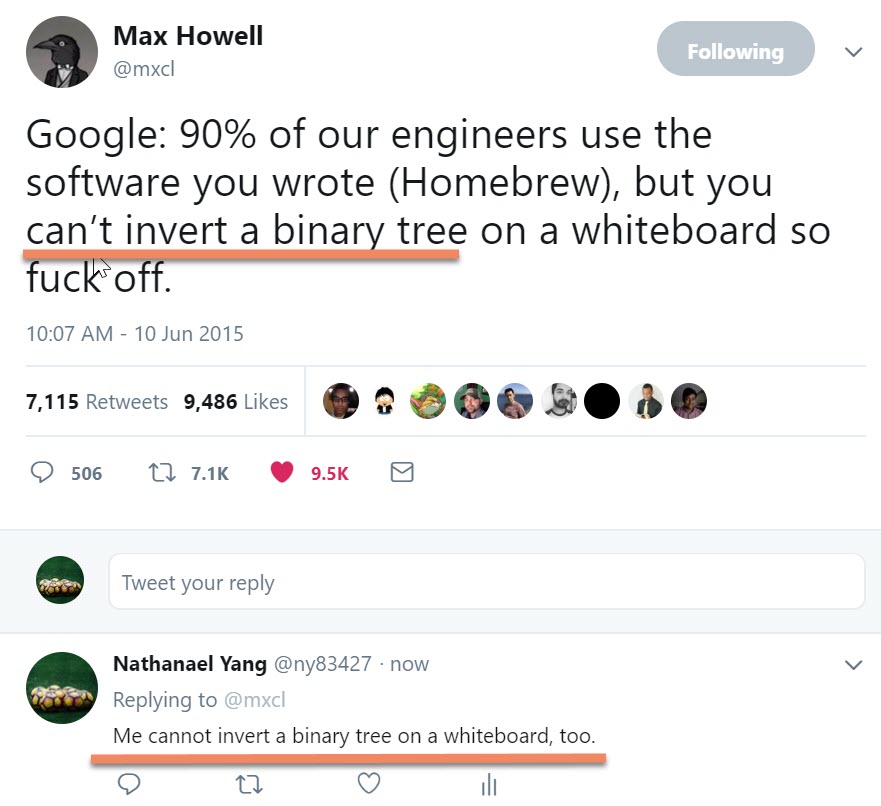 Max Howell
@mxcl
Following
Google: 90% of our engineers use the
software you wrote (Homebrew), but you
can’t invert a binary tree on a whiteboard so
fuck off.
10:07 AM - 10 Jun 2015
7,115 Retweets 9,486 Likes
506 7.1K 9.5K
Tweet your reply
Nathanael Yang @ny83427 · now
Replying to @mxcl
Me cannot invert a binary tree on a whiteboard, too.